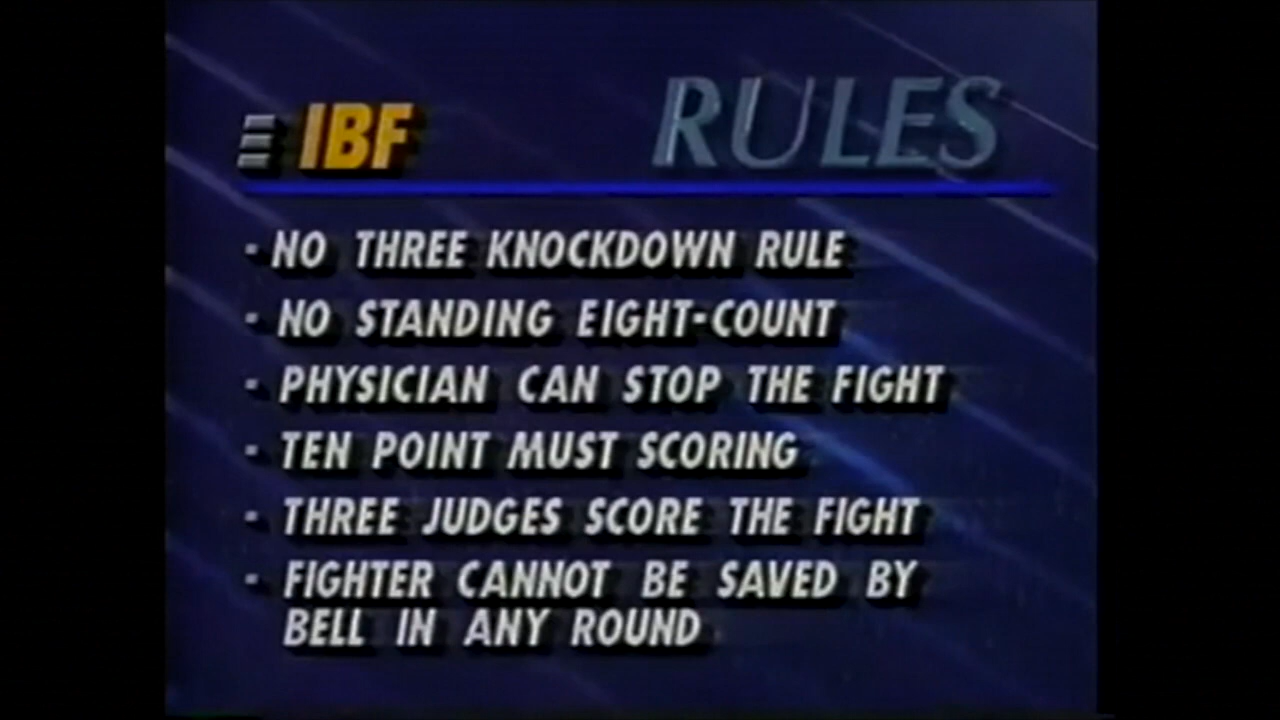 IBF RULES
- NO THREE KNOCKDOWN RULE
- NO STANDING EIGHT-COUNT
- PHYSICIAN CAN STOP THE FIGHT
- TEN POINT MUST SCORING
- THREE JUDGES SCORE THE FIGHT
- FIGHTER CANNOT BE SAVED BY
BELL IN ANY ROUND